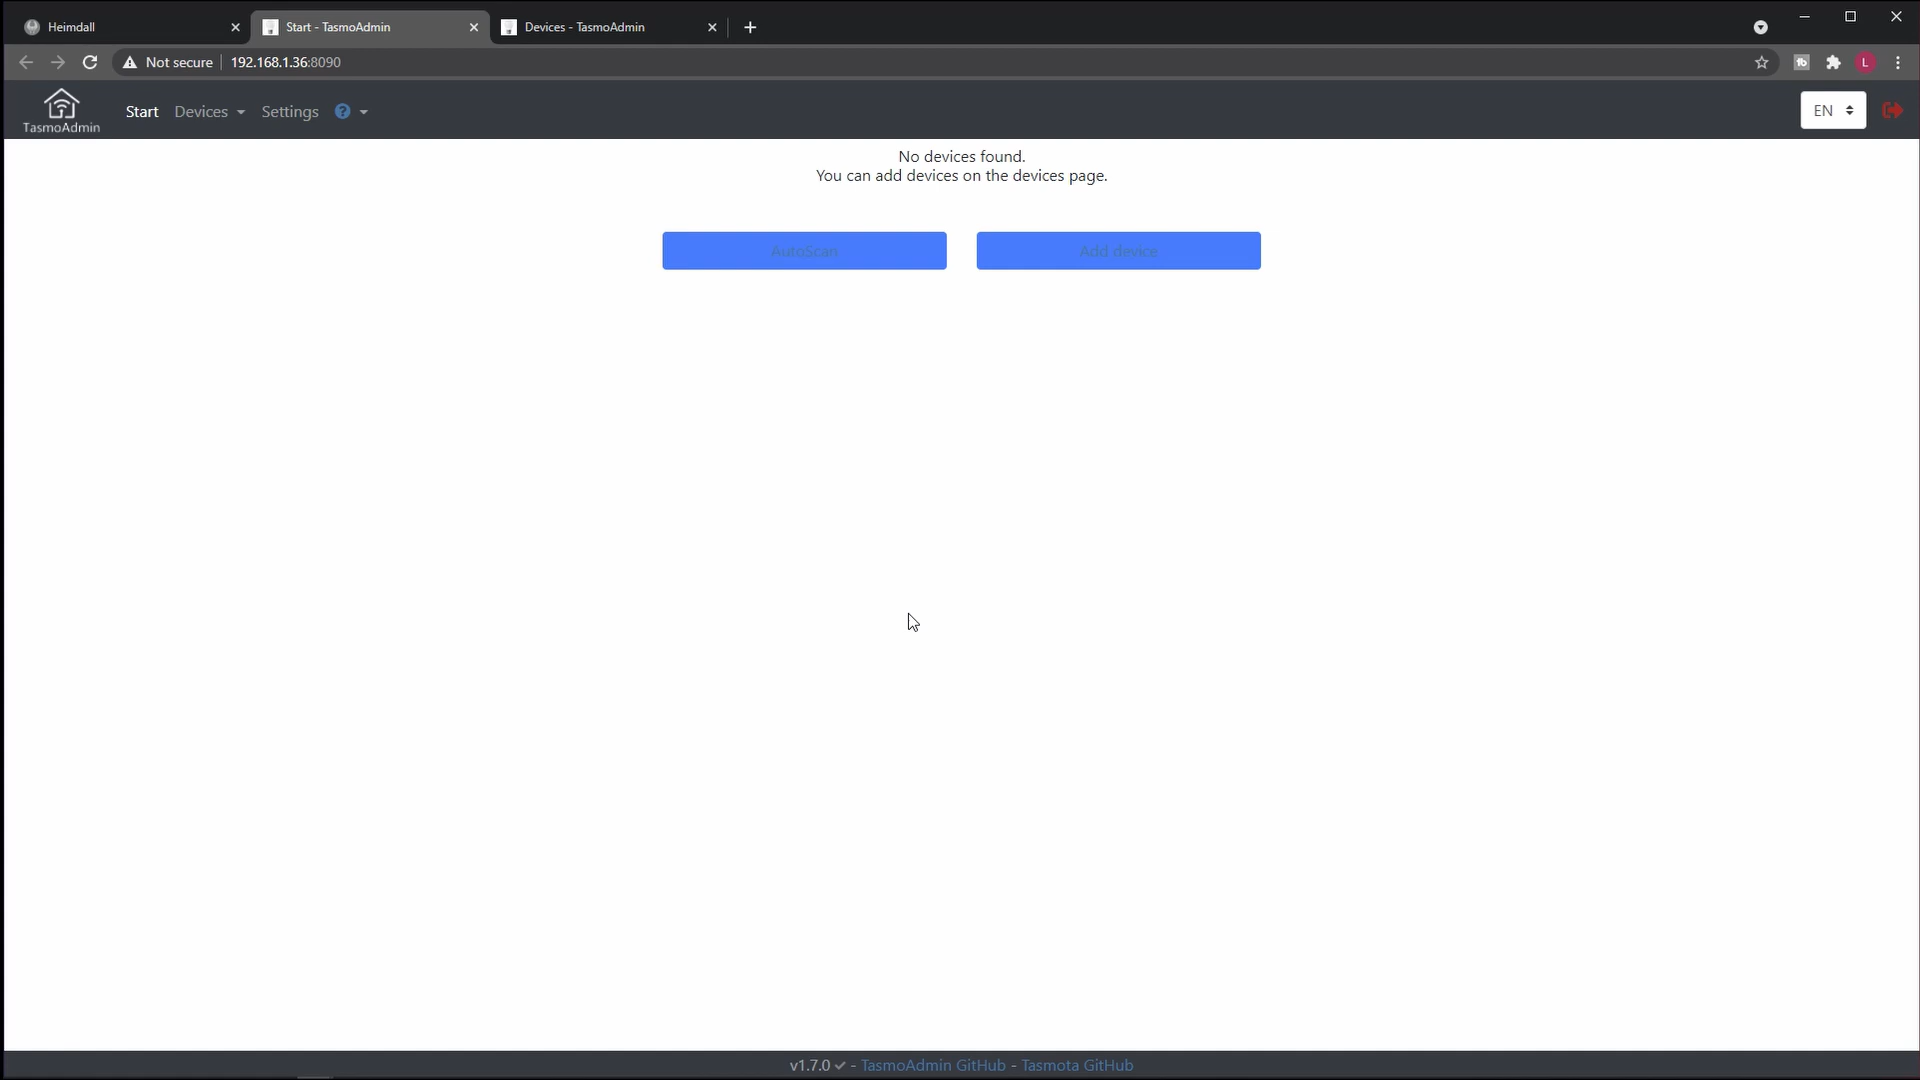 Heimdall
Start - TasmoAdmin
Devices - TasmoAdmin
Not secure
192.168.1.36:8090
L
TasmoAdmin
Start
Devices
Settings
?
EN
No devices found.
You can add devices on the devices page.
AutoScan
Add device
v1.7.0 ✓ - TasmoAdmin GitHub - Tasmota GitHub